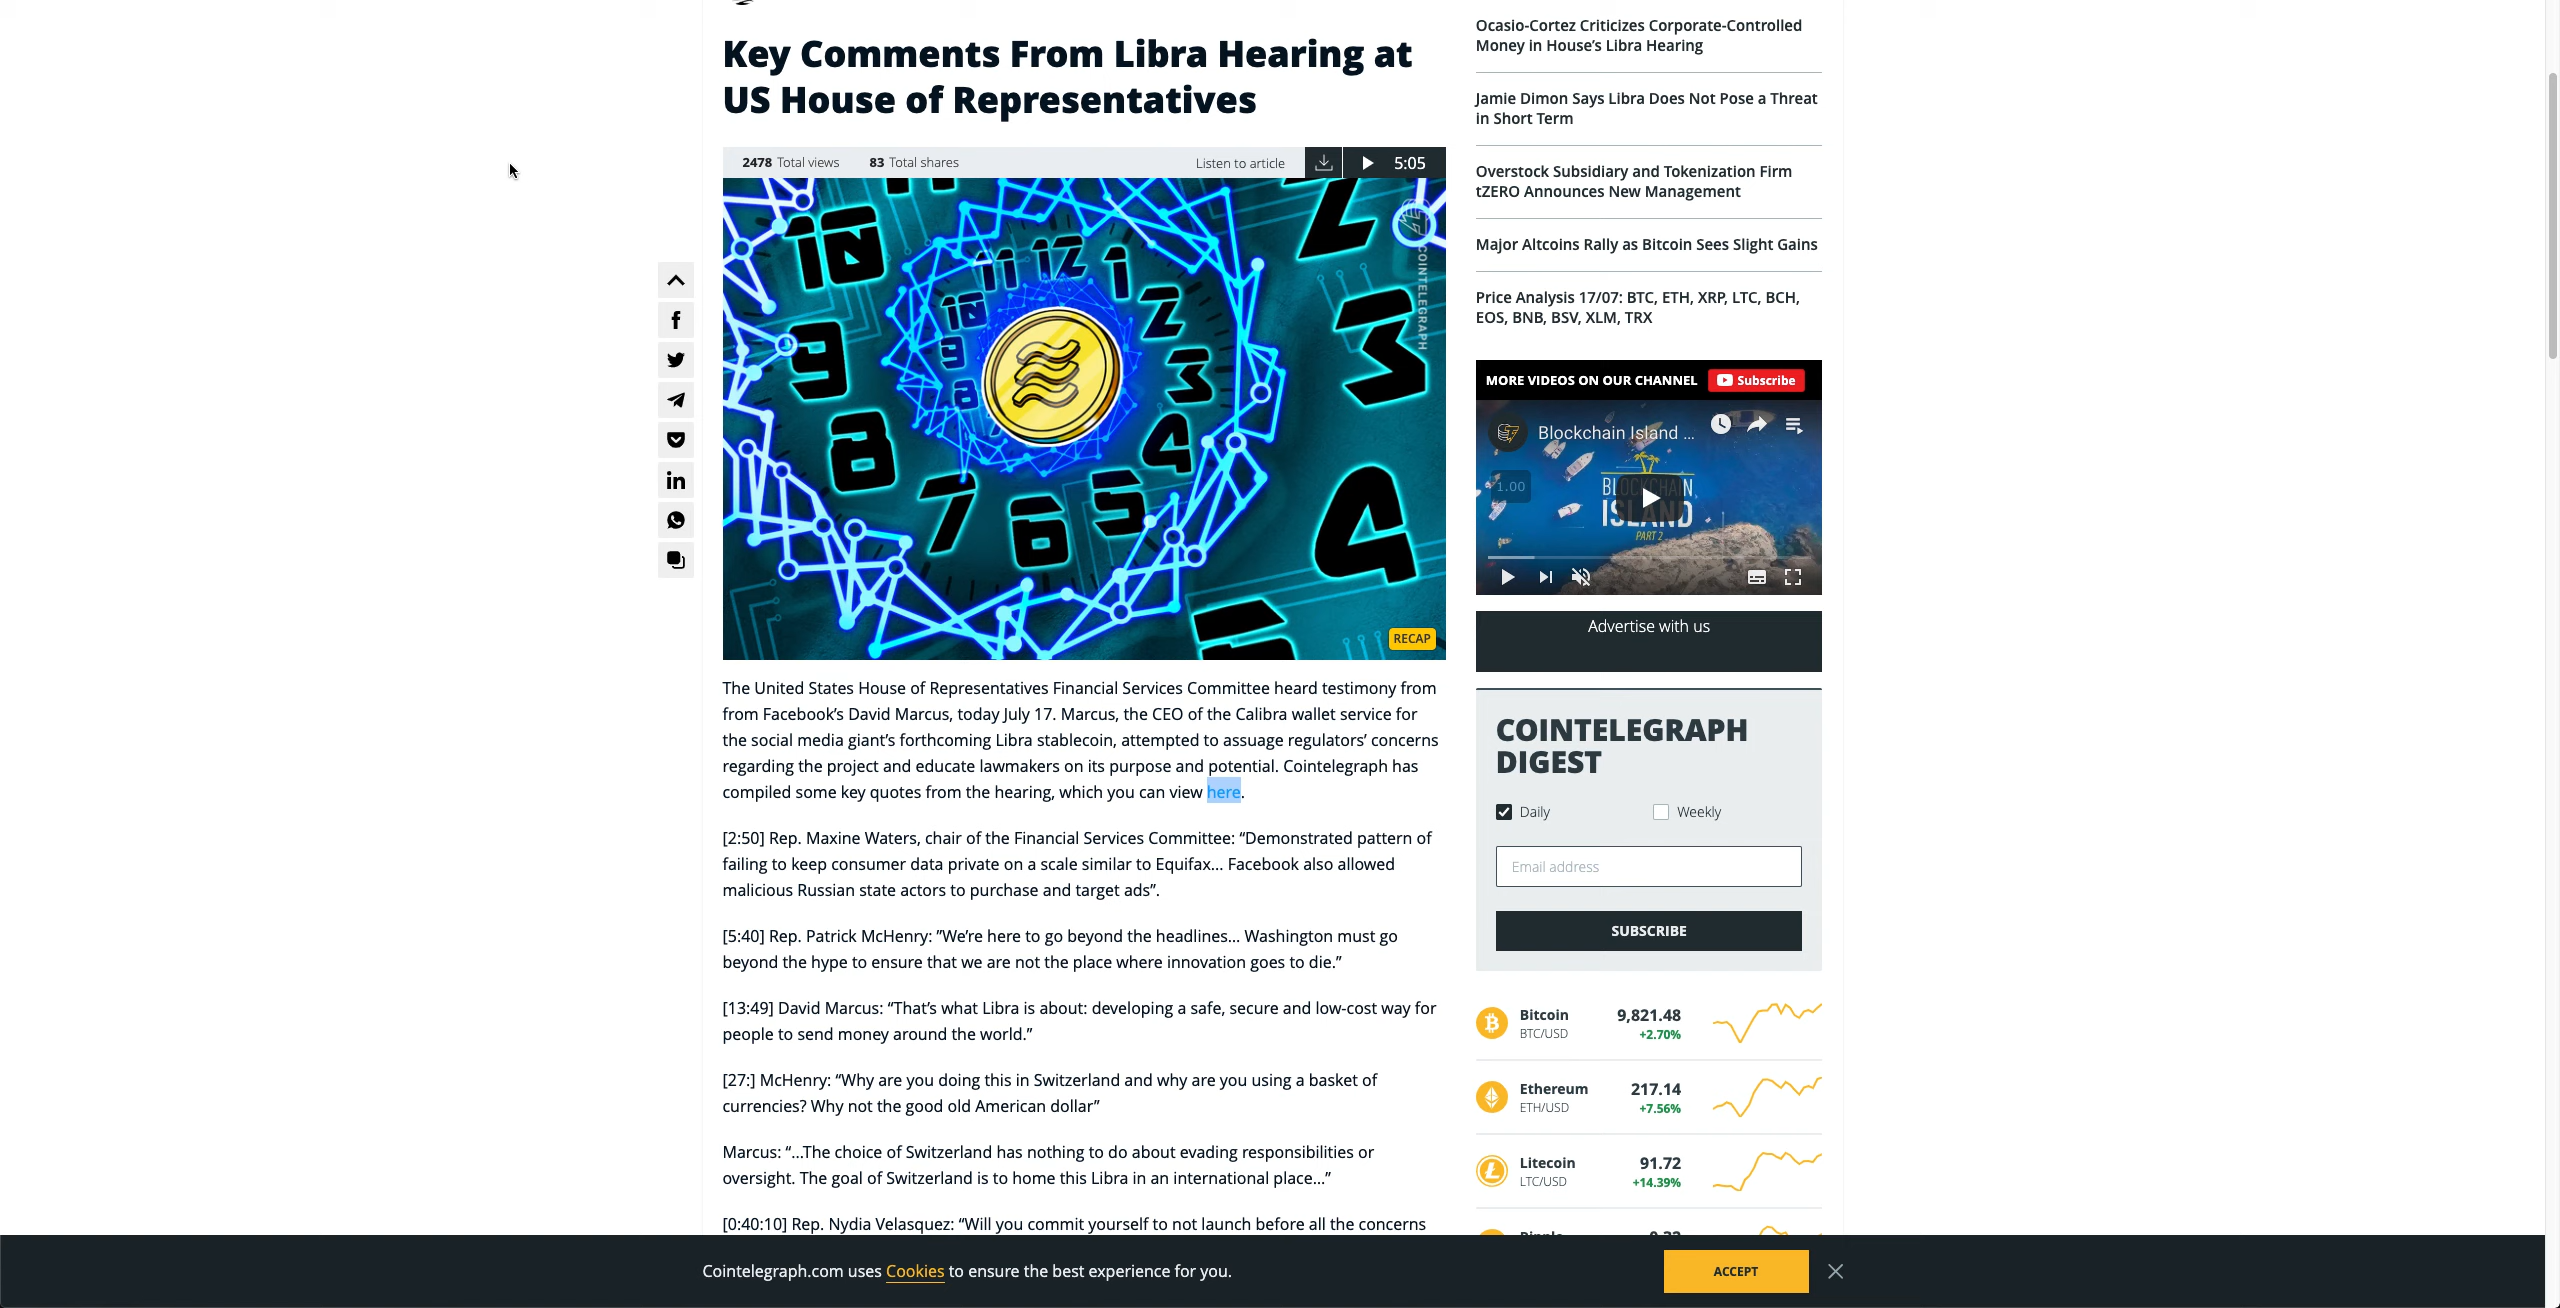 Key Comments From Libra Hearing at
US House of Representatives
2478 Total views 83 Total shares Listen to article 5:05
COINTELEGRAPH
10
11 12 1 2
10 2
9 3
9 3
8 4
8 4
7 6 5
RECAP
The United States House of Representatives Financial Services Committee heard testimony from
from Facebook’s David Marcus, today July 17. Marcus, the CEO of the Calibra wallet service for
the social media giant’s forthcoming Libra stablecoin, attempted to assuage regulators’ concerns
regarding the project and educate lawmakers on its purpose and potential. Cointelegraph has
compiled some key quotes from the hearing, which you can view here.
[2:50] Rep. Maxine Waters, chair of the Financial Services Committee: “Demonstrated pattern of
failing to keep consumer data private on a scale similar to Equifax... Facebook also allowed
malicious Russian state actors to purchase and target ads”.
[5:40] Rep. Patrick McHenry: ”We’re here to go beyond the headlines... Washington must go
beyond the hype to ensure that we are not the place where innovation goes to die.”
[13:49] David Marcus: “That’s what Libra is about: developing a safe, secure and low-cost way for
people to send money around the world.”
[27:] McHenry: “Why are you doing this in Switzerland and why are you using a basket of
currencies? Why not the good old American dollar”
Marcus: “...The choice of Switzerland has nothing to do about evading responsibilities or
oversight. The goal of Switzerland is to home this Libra in an international place...”
[0:40:10] Rep. Nydia Velasquez: “Will you commit yourself to not launch before all the concerns
Ocasio-Cortez Criticizes Corporate-Controlled
Money in House’s Libra Hearing
Jamie Dimon Says Libra Does Not Pose a Threat
in Short Term
Overstock Subsidiary and Tokenization Firm
tZERO Announces New Management
Major Altcoins Rally as Bitcoin Sees Slight Gains
Price Analysis 17/07: BTC, ETH, XRP, LTC, BCH,
EOS, BNB, BSV, XLM, TRX
MORE VIDEOS ON OUR CHANNEL Subscribe
Blockchain Island ...
1.00
BLOCKCHAIN
ISLAND
PART 2
Advertise with us
COINTELEGRAPH
DIGEST
Daily Weekly
Email address
SUBSCRIBE
Bitcoin 9,821.48
BTC/USD +2.70%
Ethereum 217.14
ETH/USD +7.56%
Litecoin 91.72
LTC/USD +14.39%
Cointelegraph.com uses Cookies to ensure the best experience for you.
ACCEPT